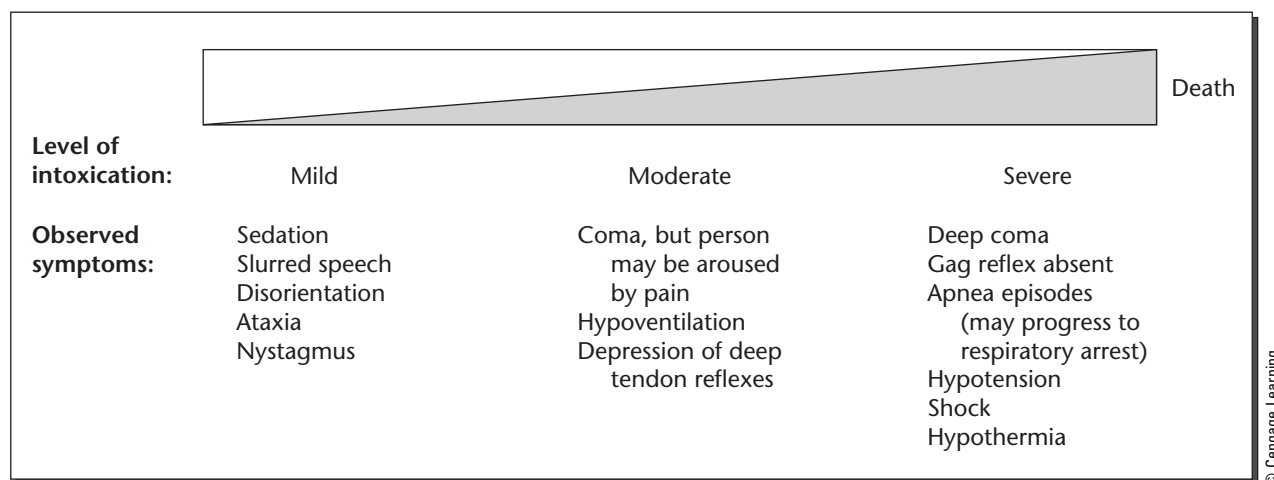 Death
Level of
intoxication:
Mild
Moderate
Severe
Observed
symptoms:
Sedation
Slurred speech
Disorientation
Ataxia
Nystagmus
Coma, but person
may be aroused
by pain
Hypoventilation
Depression of deep
tendon reflexes
Deep coma
Gag reflex absent
Apnea episodes
(may progress to
respiratory arrest)
Hypotension
Shock
Hypothermia
© Cengage Learning